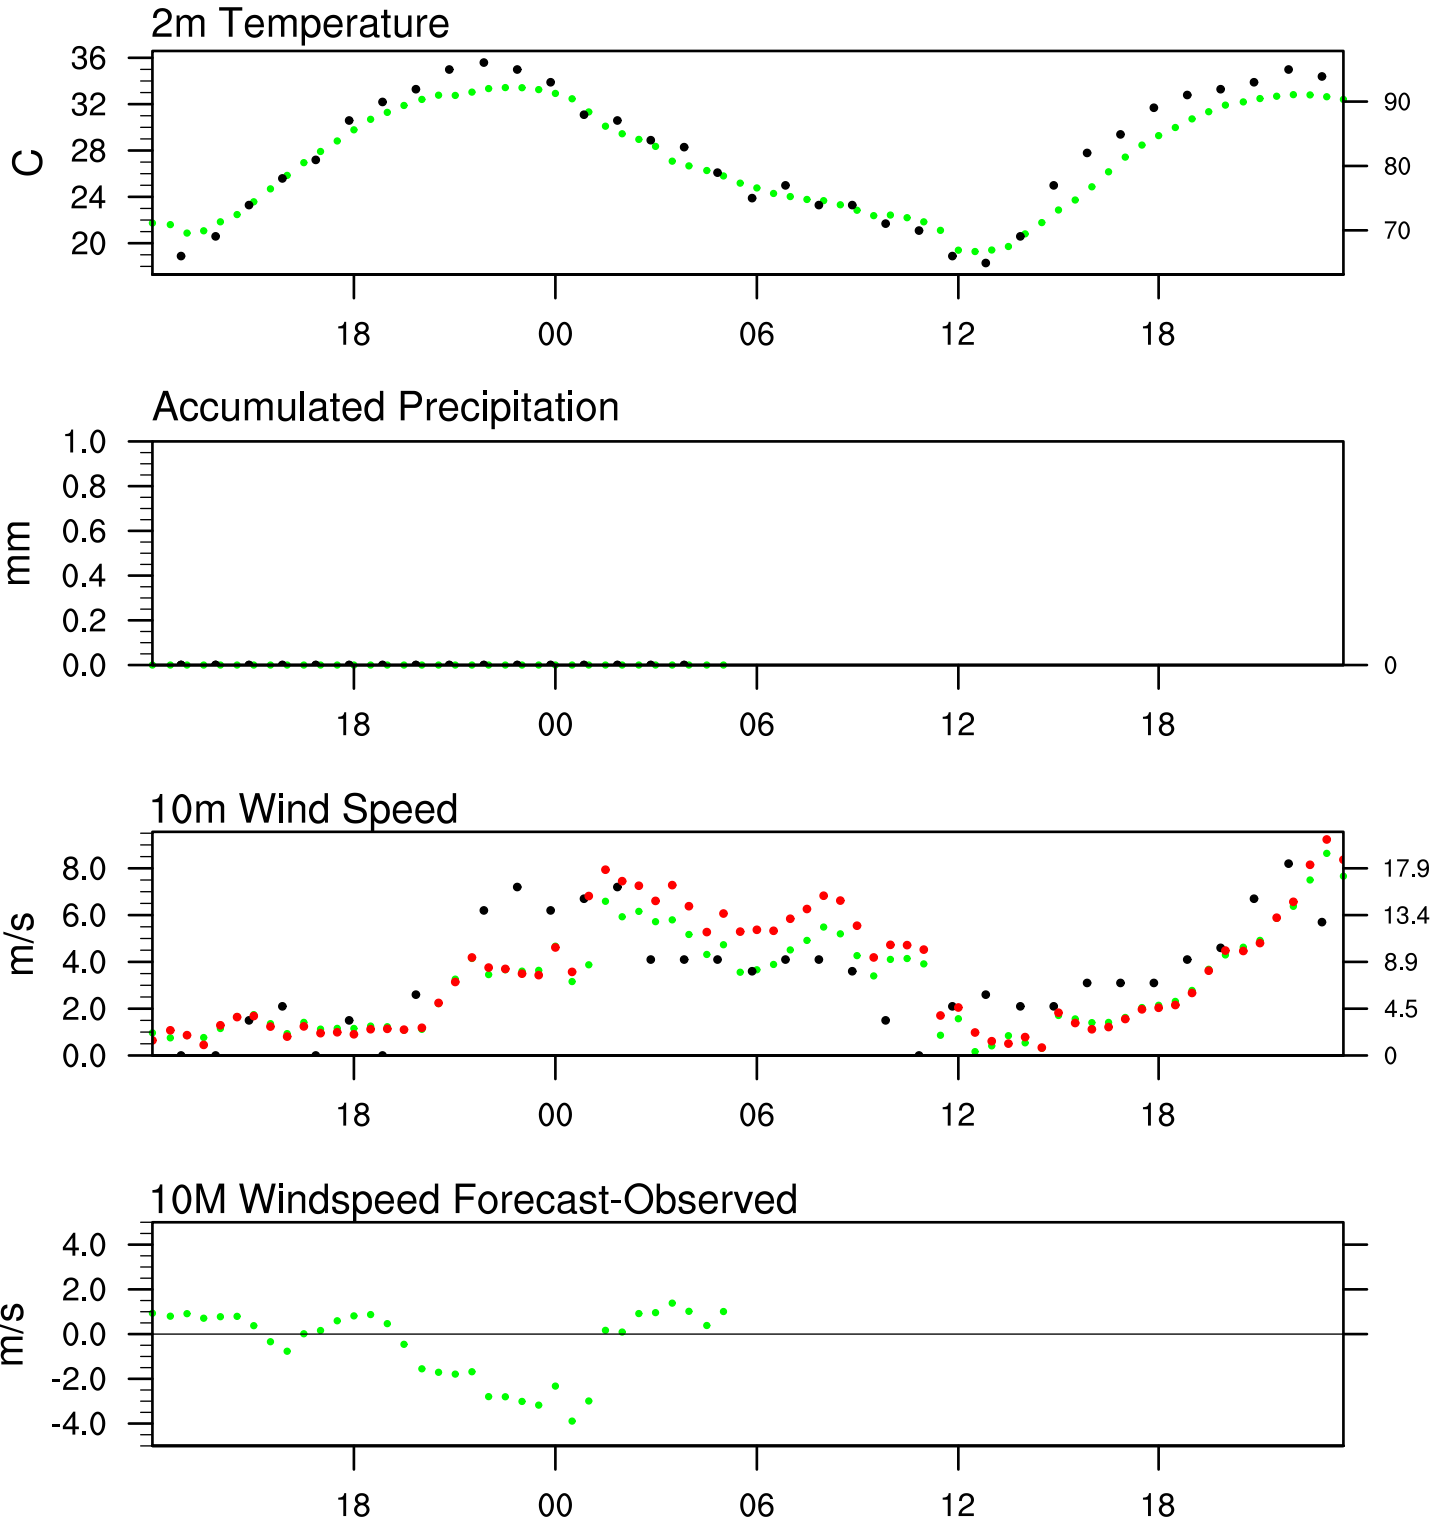 2m Temperature
36
32
28
24
20
C
90
80
70
18 00 06 12 18
Accumulated Precipitation
1.0
0.8
0.6
0.4
0.2
0.0
mm
0
18 00 06 12 18
10m Wind Speed
8.0
6.0
4.0
2.0
0.0
m/s
17.9
13.4
8.9
4.5
0
18 00 06 12 18
10M Windspeed Forecast-Observed
4.0
2.0
0.0
-2.0
-4.0
m/s
18 00 06 12 18